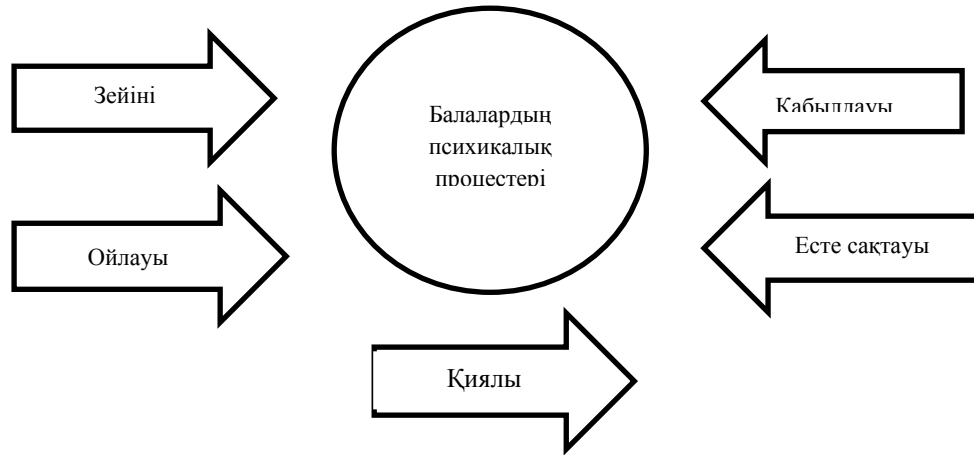 Зейіні
Қабылдауы
Балалардың
психикалық
процестері
Ойлауы
Есте сақтауы
Қиялы